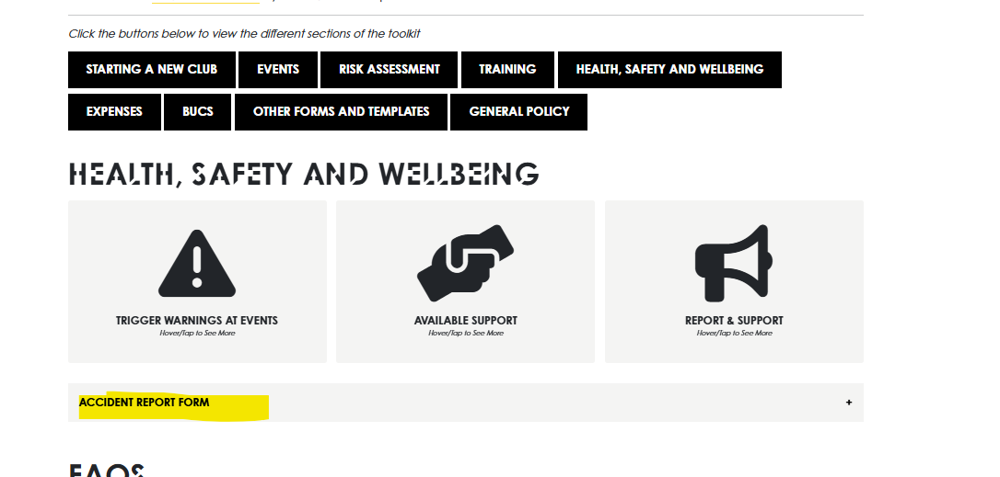 Click the buttons below to view the different sections of the toolkit
STARTING A NEW CLUB EVENTS RISK ASSESSMENT TRAINING HEALTH, SAFETY AND WELLBEING
EXPENSES BUCS OTHER FORMS AND TEMPLATES GENERAL POLICY
HEALTH, SAFETY AND WELLBEING
TRIGGER WARNINGS AT EVENTS AVAILABLE SUPPORT REPORT & SUPPORT
Hover/Tap to See More Hover/Tap to See More Hover/Tap to See More
ACCIDENT REPORT FORM +
FAQS